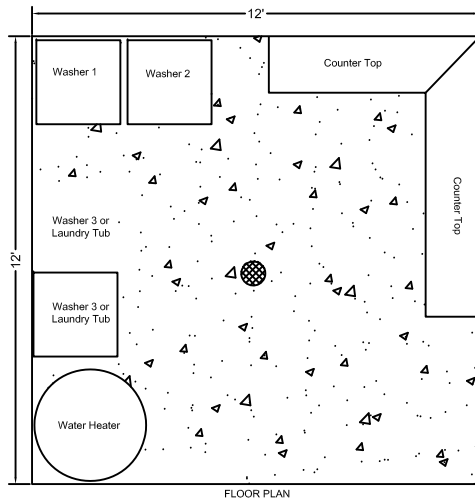 12'
Washer 1
Washer 2
Counter Top
Counter Top
Washer 3 or
Laundry Tub
12'
Washer 3 or
Laundry Tub
Water Heater
FLOOR PLAN